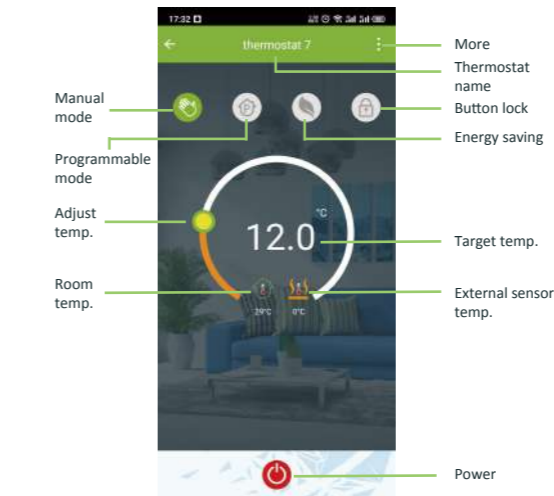 17:32
thermostat 7
More
Thermostat
name
Manual
mode
Button lock
Energy saving
Programmable
mode
Adjust
temp.
°C
12.0
Target temp.
Room
temp.
External sensor
temp.
29°C
0°C
Power